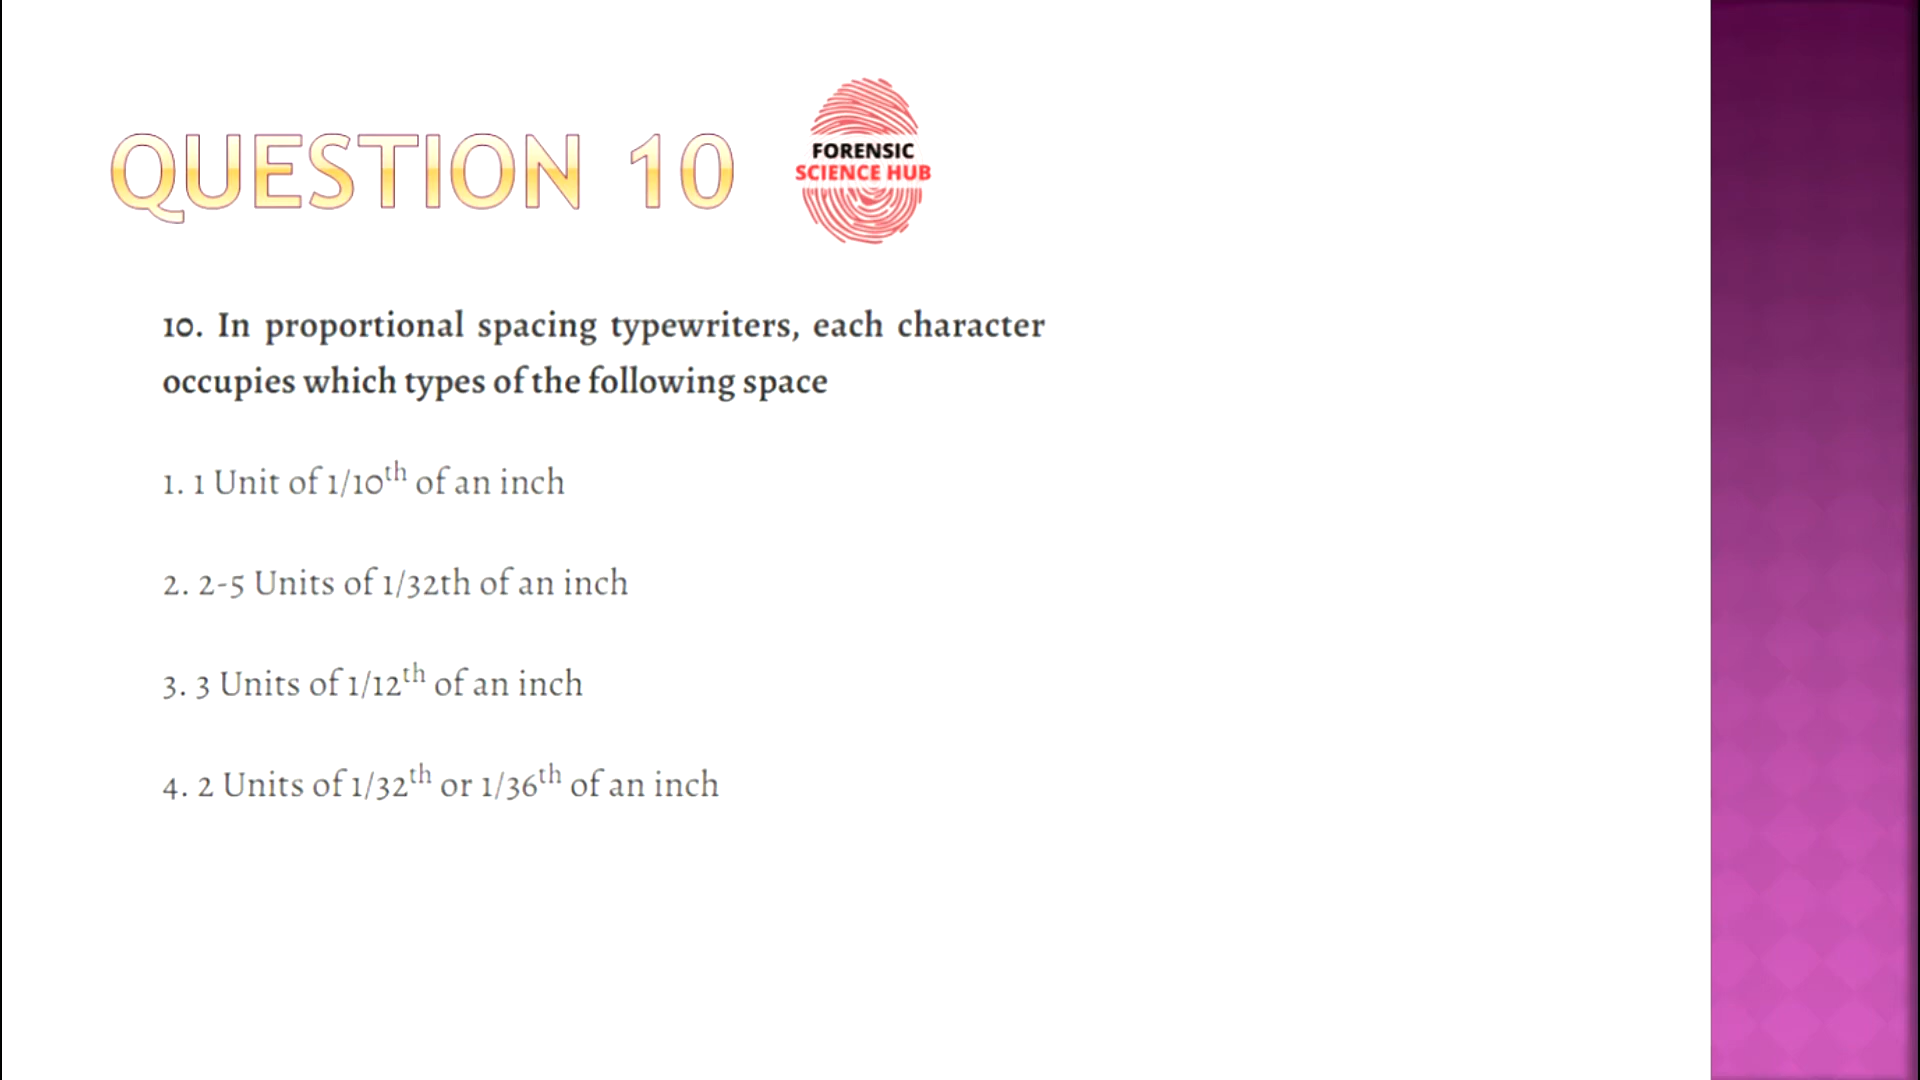 QUESTION 10
FORENSIC
SCIENCE HUB
10. In proportional spacing typewriters, each character
occupies which types of the following space
1. 1 Unit of 1/10th of an inch
2. 2-5 Units of 1/32th of an inch
3. 3 Units of 1/12th of an inch
4. 2 Units of 1/32th or 1/36th of an inch